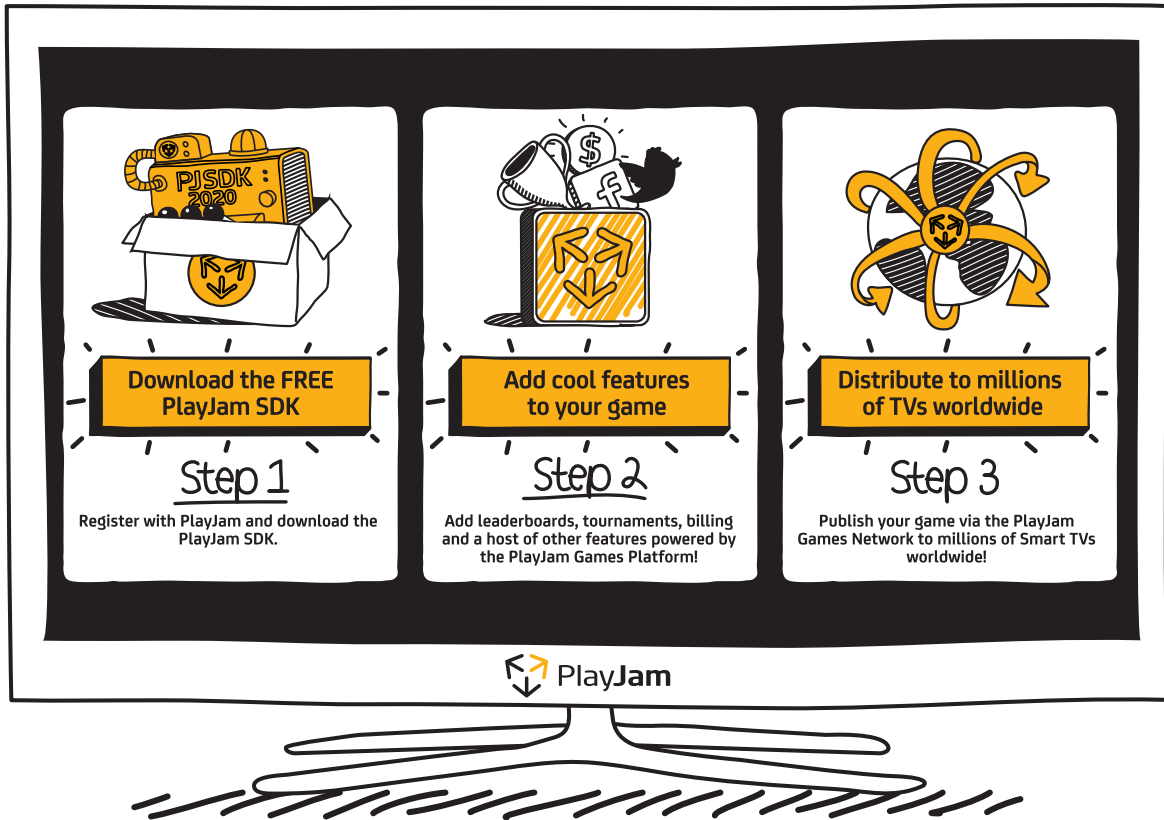 PJSDK
2020
Download the FREE
PlayJam SDK
Step 1
Register with PlayJam and download the
PlayJam SDK.
$
f
Add cool features
to your game
Step 2
Add leaderboards, tournaments, billing
and a host of other features powered by
the PlayJam Games Platform!
Distribute to millions
of TVs worldwide
Step 3
Publish your game via the PlayJam
Games Network to millions of Smart TVs
worldwide!
PlayJam